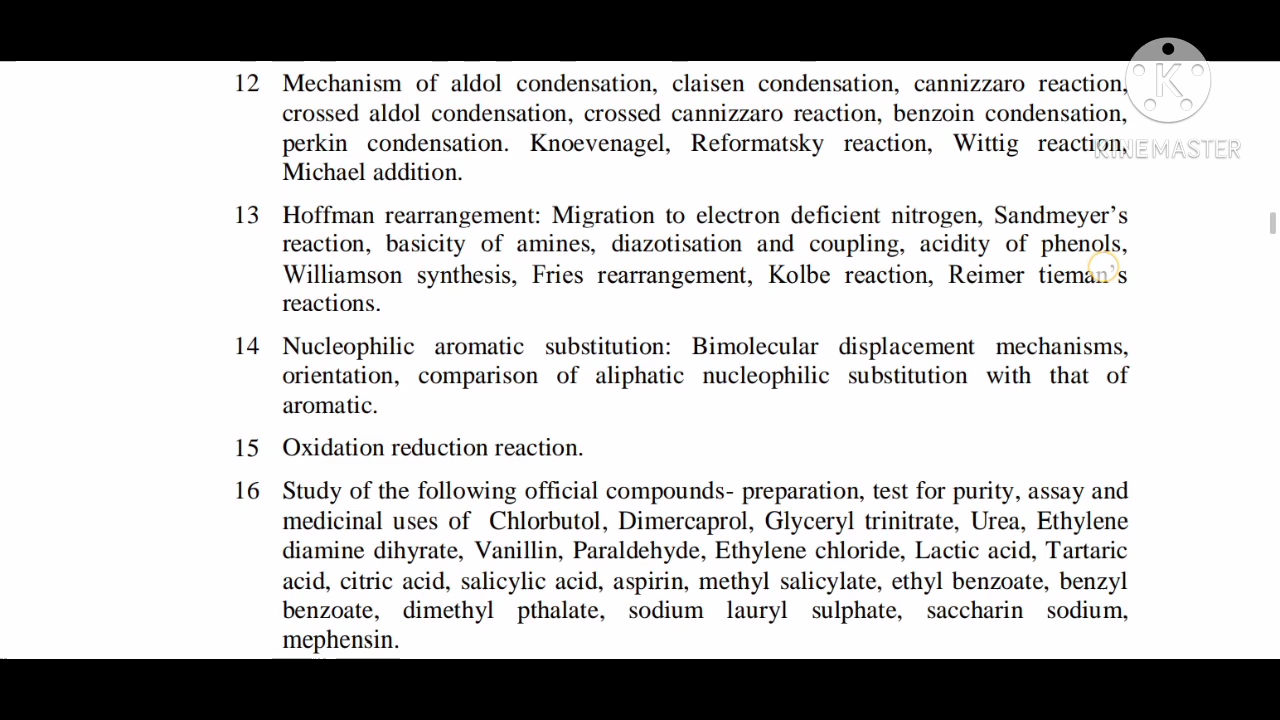 12 Mechanism of aldol condensation, claisen condensation, cannizzaro reaction,
crossed aldol condensation, crossed cannizzaro reaction, benzoin condensation,
perkin condensation. Knoevenagel, Reformatsky reaction, Wittig reaction,
Michael addition.
13 Hoffman rearrangement: Migration to electron deficient nitrogen, Sandmeyer’s
reaction, basicity of amines, diazotisation and coupling, acidity of phenols,
Williamson synthesis, Fries rearrangement, Kolbe reaction, Reimer tieman’s
reactions.
14 Nucleophilic aromatic substitution: Bimolecular displacement mechanisms,
orientation, comparison of aliphatic nucleophilic substitution with that of
aromatic.
15 Oxidation reduction reaction.
16 Study of the following official compounds- preparation, test for purity, assay and
medicinal uses of Chlorbutol, Dimercaprol, Glyceryl trinitrate, Urea, Ethylene
diamine dihyrate, Vanillin, Paraldehyde, Ethylene chloride, Lactic acid, Tartaric
acid, citric acid, salicylic acid, aspirin, methyl salicylate, ethyl benzoate, benzyl
benzoate, dimethyl pthalate, sodium lauryl sulphate, saccharin sodium,
mephensin.
K
KINEMASTER